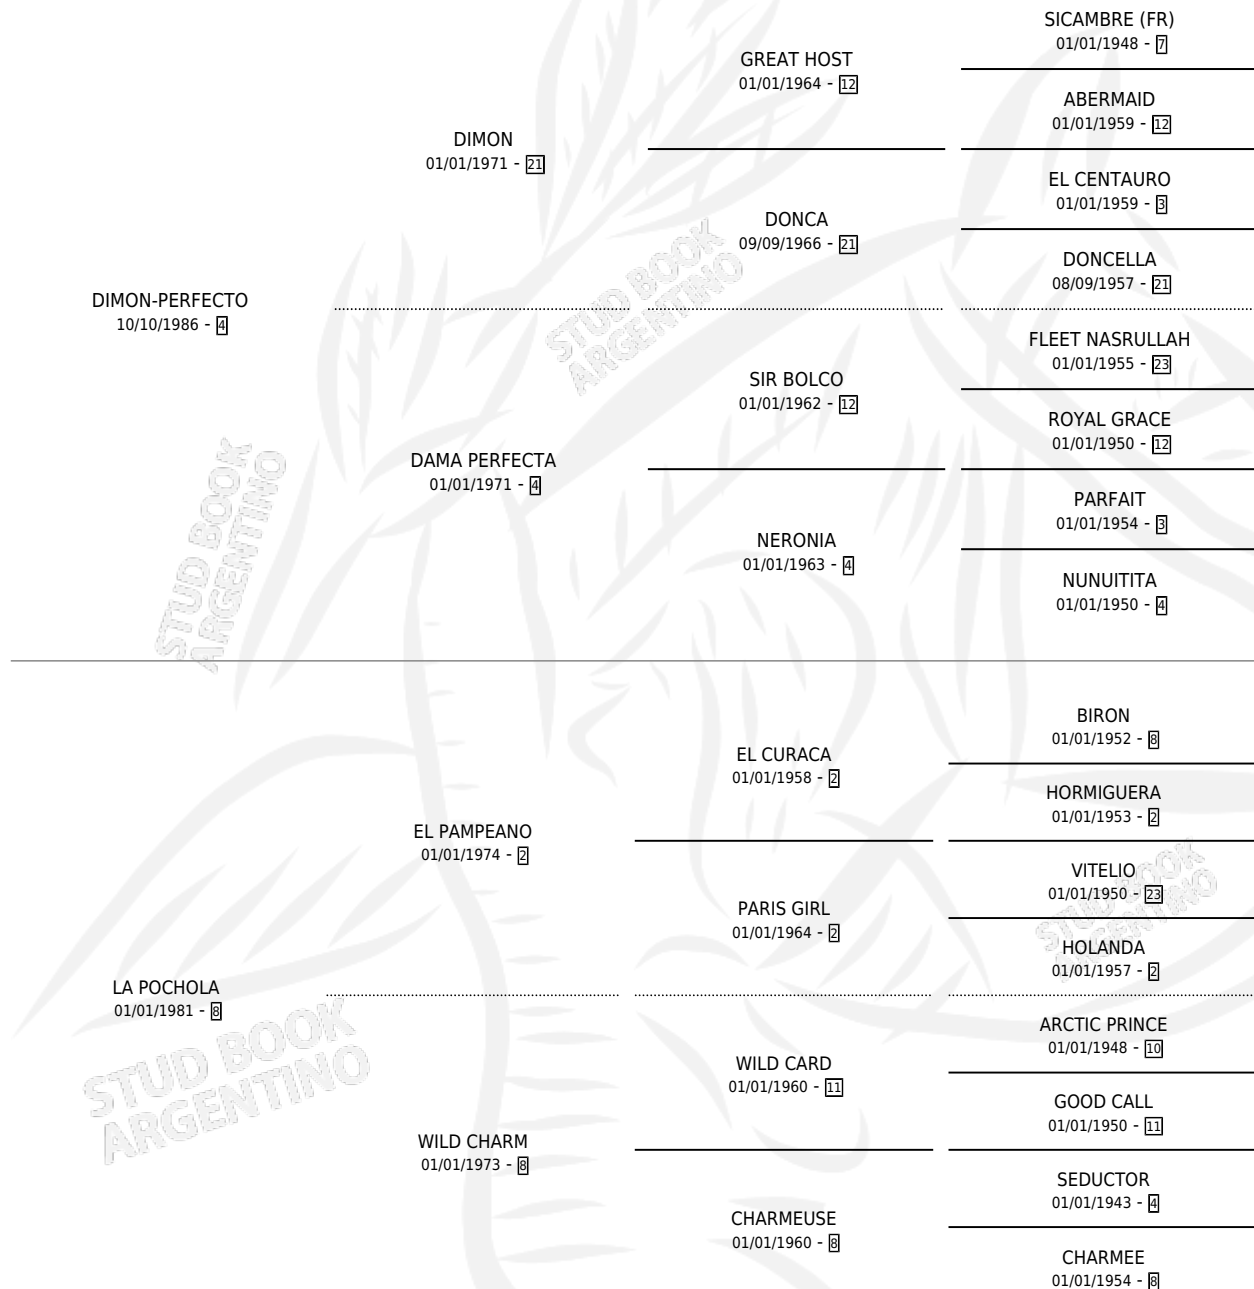 SICAMBRE (FR)
01/01/1948 - 7
GREAT HOST
01/01/1964 - 12
ABERMAID
01/01/1959 - 12
DIMON
01/01/1971 - 21
EL CENTAURO
01/01/1959 - 3
DONCA
09/09/1966 - 21
DONCELLA
08/09/1957 - 21
DIMON-PERFECTO
10/10/1986 - 4
FLEET NASRULLAH
01/01/1955 - 23
SIR BOLCO
01/01/1962 - 12
ROYAL GRACE
01/01/1950 - 12
DAMA PERFECTA
01/01/1971 - 4
PARFAIT
01/01/1954 - 3
NERONIA
01/01/1963 - 4
NUNUITITA
01/01/1950 - 4
BIRON
01/01/1952 - 8
EL CURACA
01/01/1958 - 2
HORMIGUERA
01/01/1953 - 2
EL PAMPEANO
01/01/1974 - 2
VITELIO
01/01/1950 - 23
PARIS GIRL
01/01/1964 - 2
HOLANDA
01/01/1957 - 2
LA POCHOLA
01/01/1981 - 8
ARCTIC PRINCE
01/01/1948 - 10
WILD CARD
01/01/1960 - 11
GOOD CALL
01/01/1950 - 11
WILD CHARM
01/01/1973 - 8
SEDUCTOR
01/01/1943 - 4
CHARMEUSE
01/01/1960 - 8
CHARMEE
01/01/1954 - 8
STUD BOOK
ARGENTINO
STUD BOOK
ARGENTINO
STUD BOOK
ARGENTINO
STUD BOOK
ARGENTINO